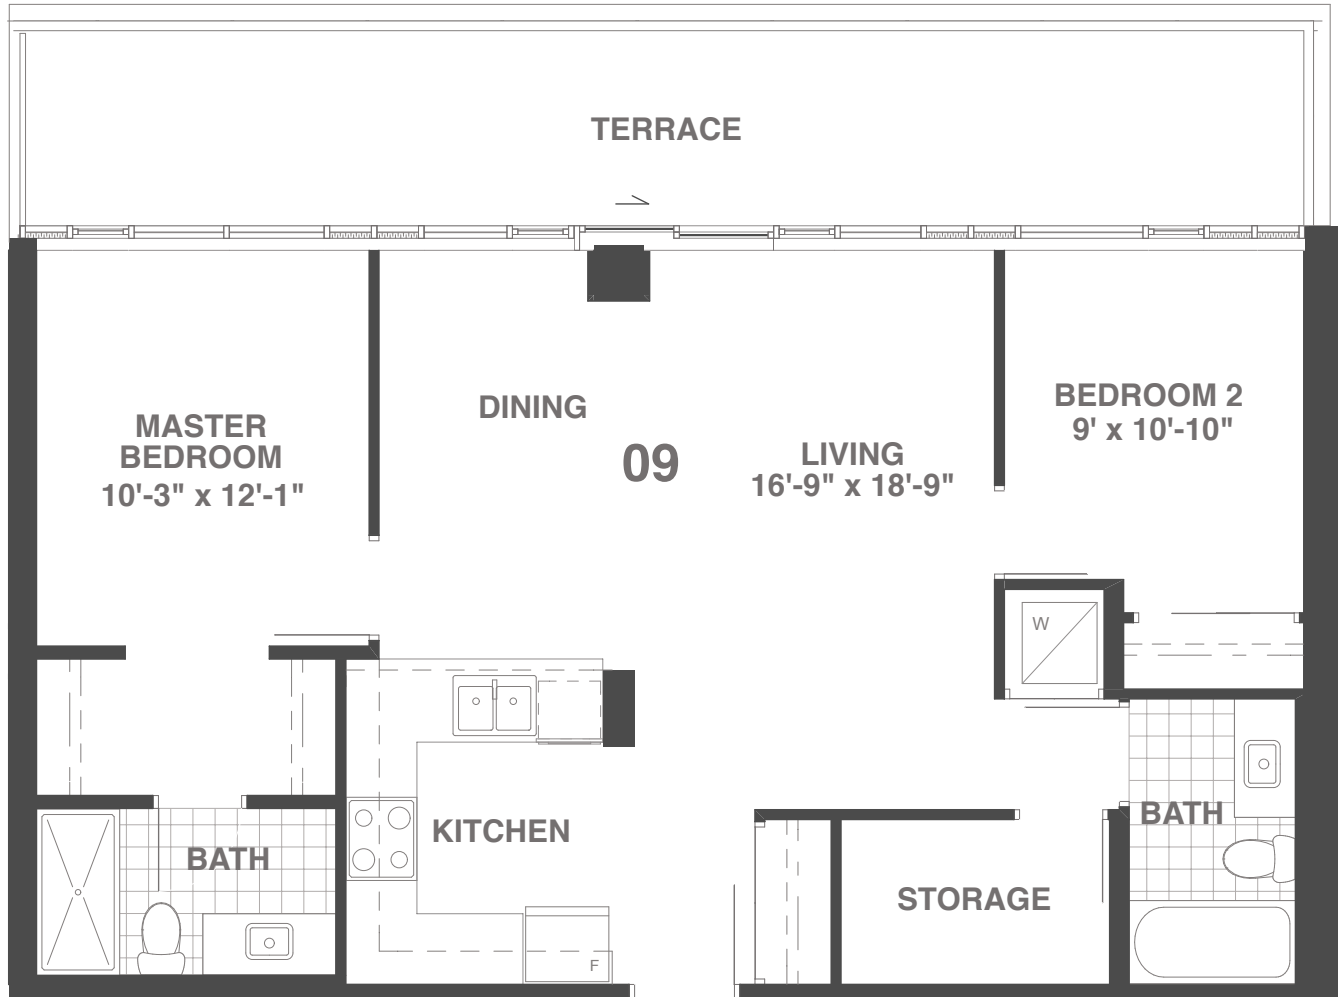 TERRACE
MASTER
BEDROOM
10'-3" x 12'-1"
DINING
09
LIVING
16'-9" x 18'-9"
BEDROOM 2
9' x 10'-10"
W
KITCHEN
BATH
BATH
STORAGE
F